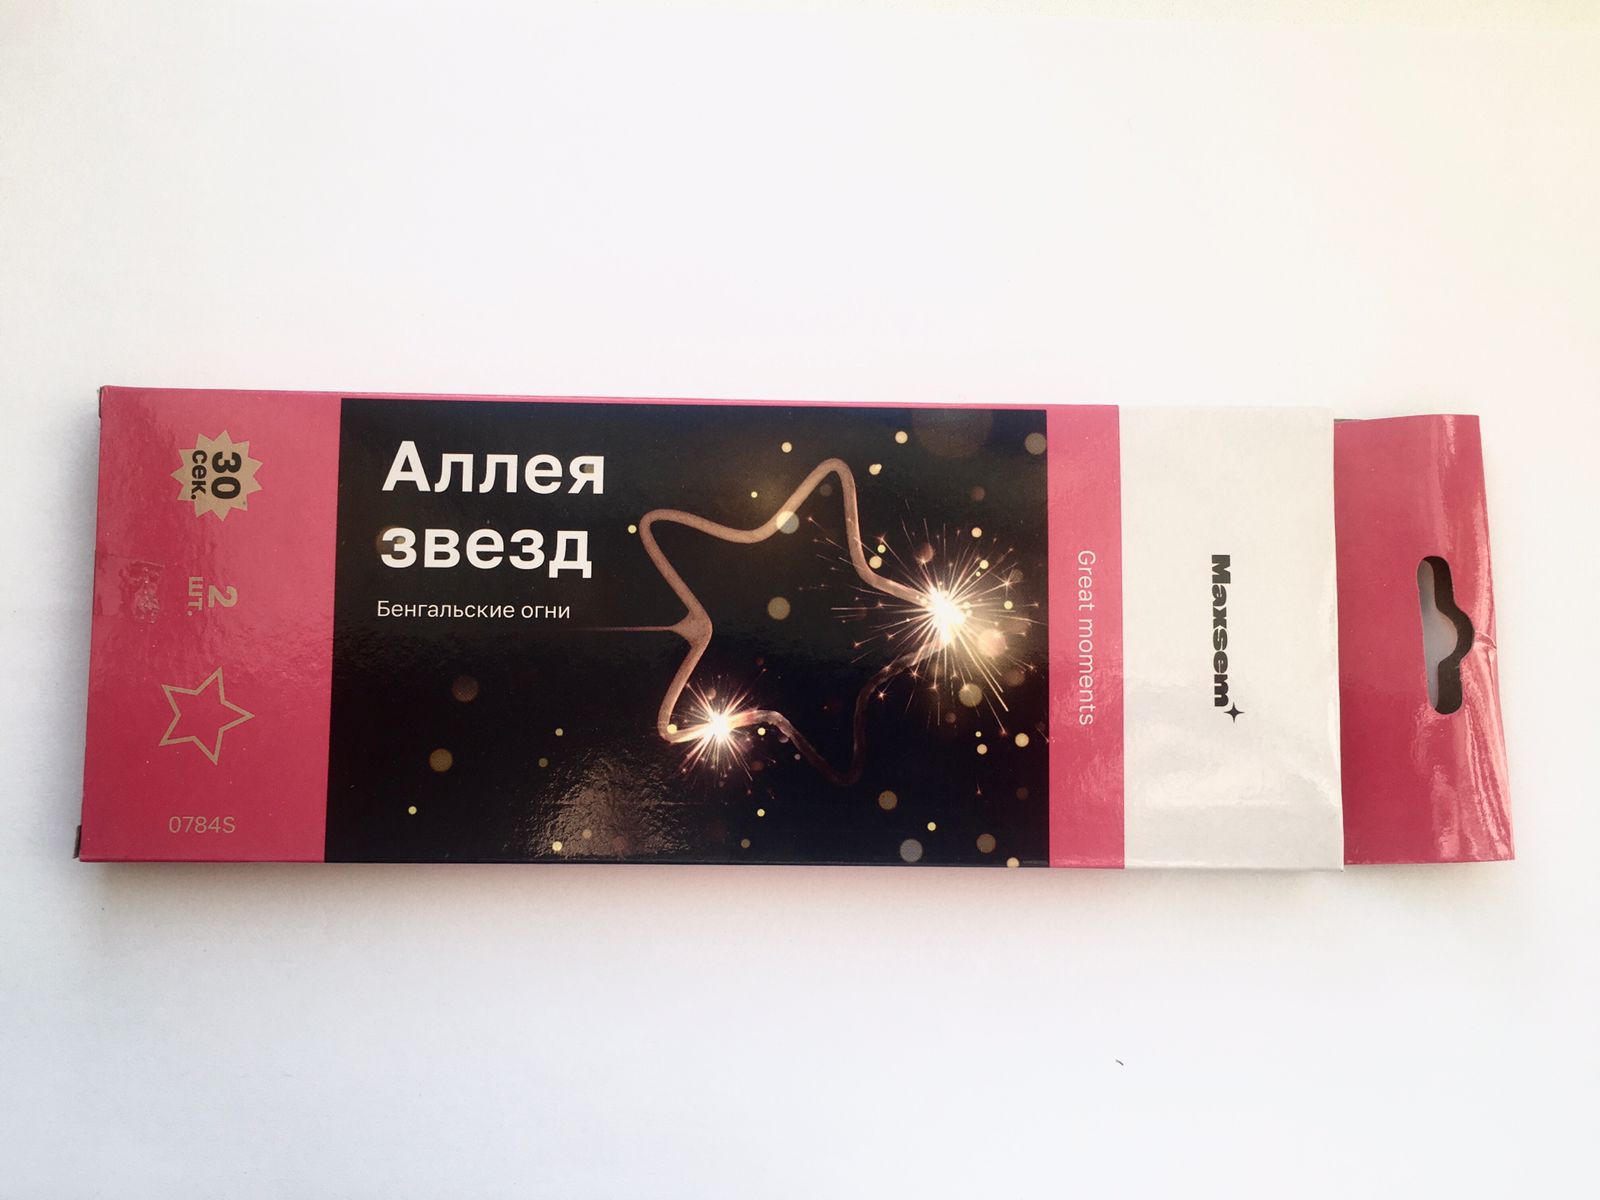 Аллея
звезд
Бенгальские огни
30
сек.
2
шт.
0784S
Great moments
Maxsem